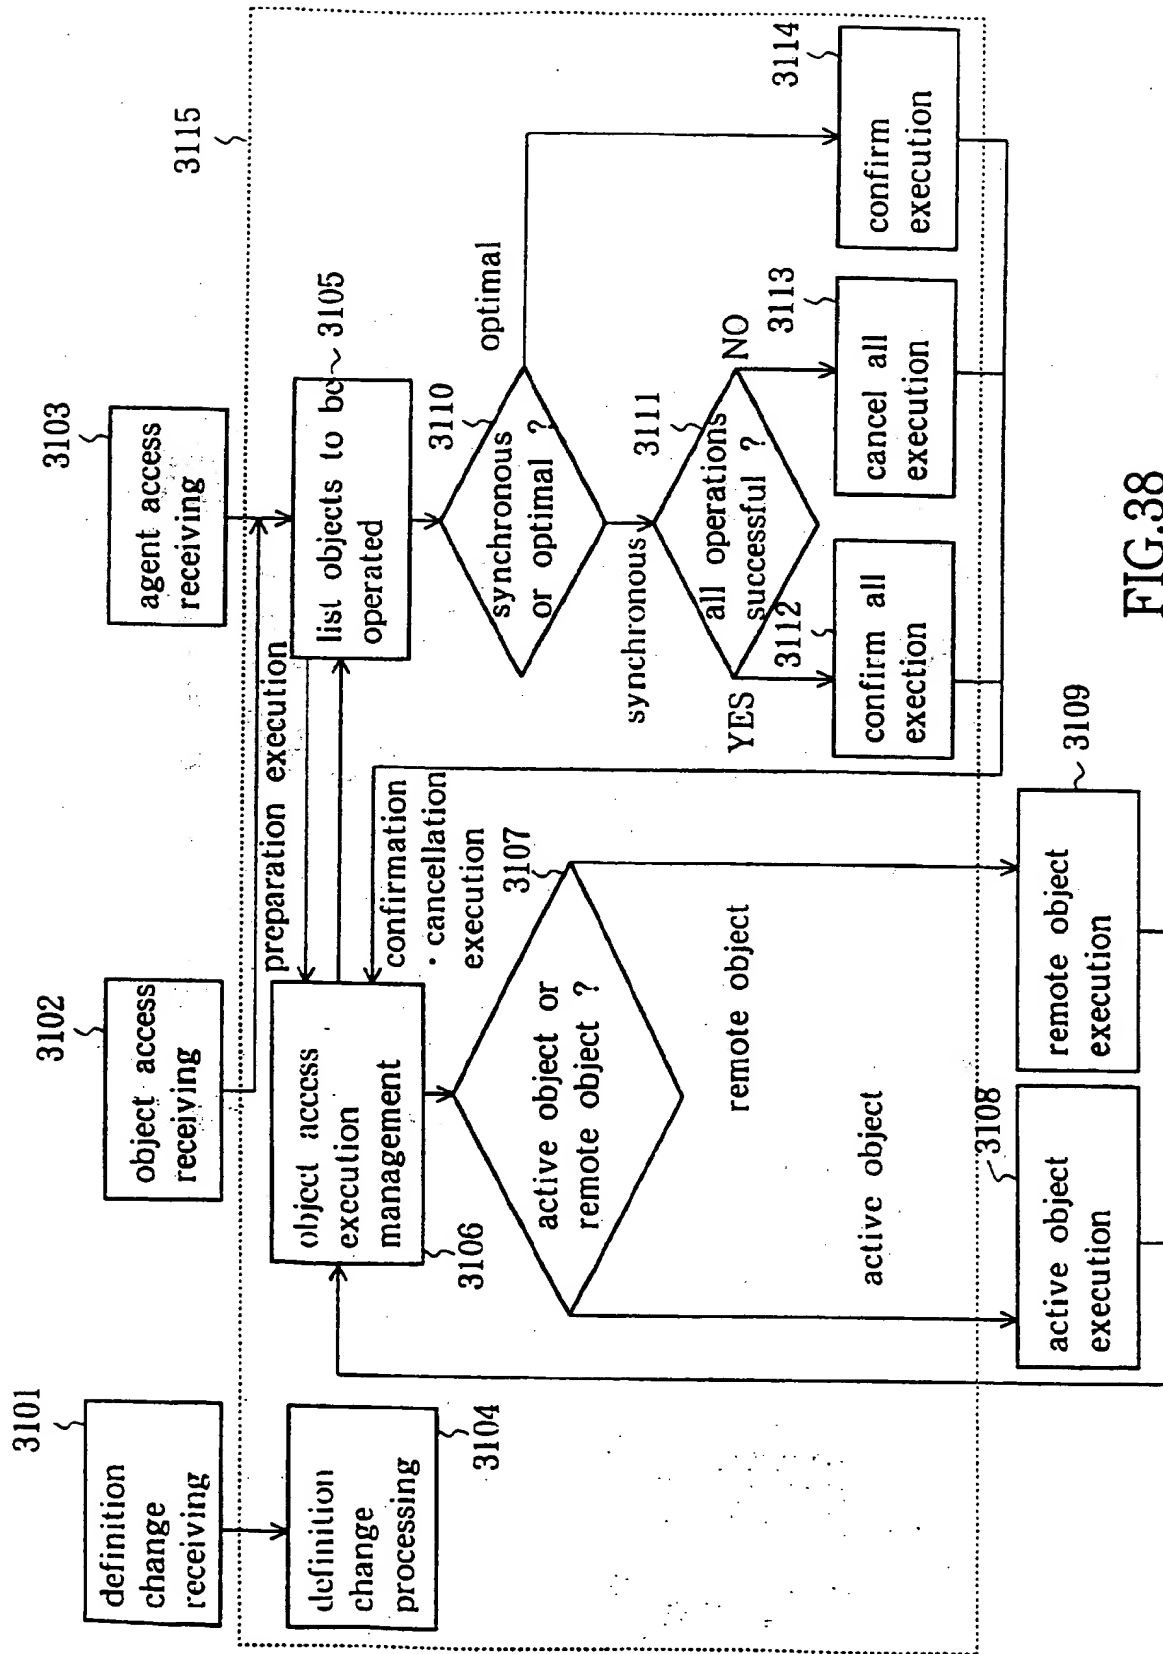 3101
definition
change
receiving
3102
object access
receiving
3103
agent access
receiving
3115
definition
change
processing
3104
preparation execution
object access
execution
management
3106
list objects to be
operated
3105
confirmation
· cancellation
execution
3107
active object or
remote object ?
remote object
active object
3110
synchronous
or optimal ?
optimal
synchronous
3111
all operations
successful ?
YES
NO
3112
confirm all
exection
3113
cancel all
execution
3114
confirm
execution
3108
active object
execution
3109
remote object
execution
FIG.38